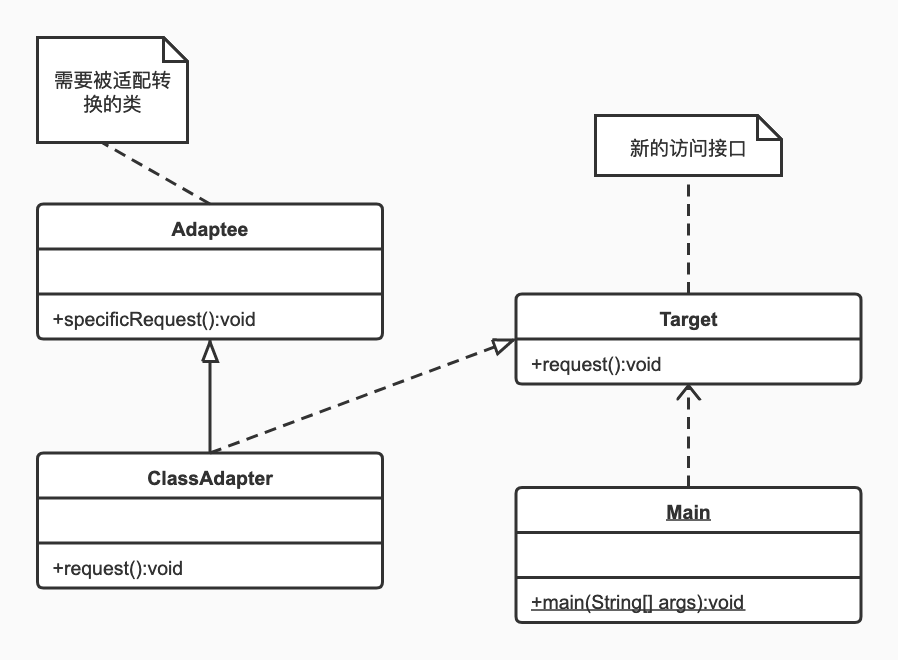 需要被适配转
换的类
新的访问接口
Adaptee
+specificRequest():void
Target
+request():void
ClassAdapter
+request():void
Main
+main(String[] args):void